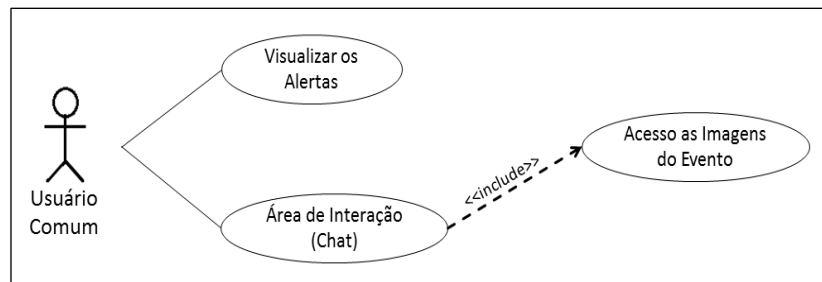 Visualizar os
Alertas
Usuário
Comum
Área de Interação
(Chat)
<<include>>
Acesso as Imagens
do Evento